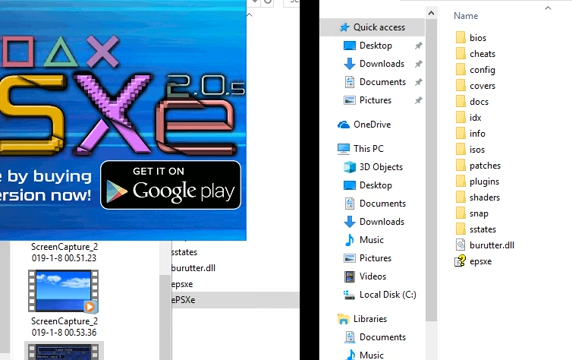 2.0.5
SXe
e by buying
ersion now!
GET IT ON
Google play
ScreenCapture_2
019-1-8 00.51.23
ScreenCapture_2
019-1-8 00.53.36
sstates
burutter.dll
epsxe
ePSXe
Quick access
Desktop
Downloads
Documents
Pictures
OneDrive
This PC
3D Objects
Desktop
Documents
Downloads
Music
Pictures
Videos
Local Disk (C:)
Libraries
Documents
Music
Name
bios
cheats
config
covers
docs
idx
info
isos
patches
plugins
shaders
snap
sstates
burutter.dll
epsxe